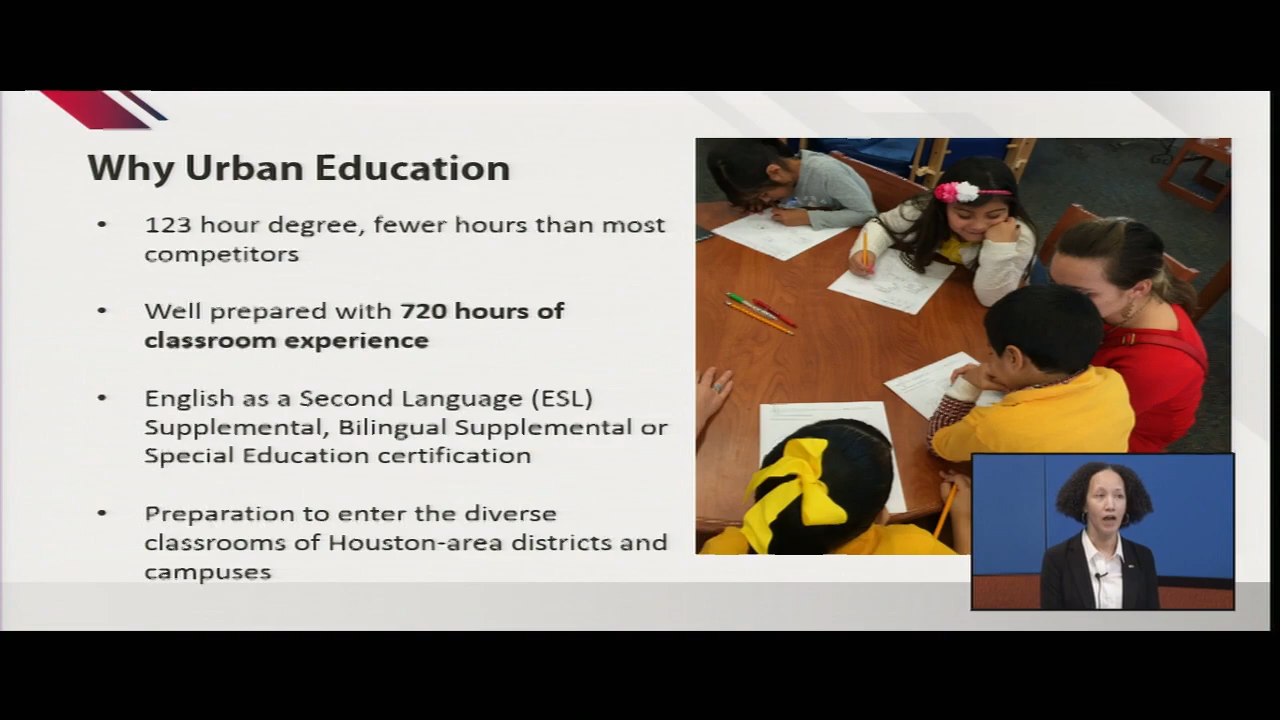 Why Urban Education
• 123 hour degree, fewer hours than most
competitors
• Well prepared with 720 hours of
classroom experience
• English as a Second Language (ESL)
Supplemental, Bilingual Supplemental or
Special Education certification
• Preparation to enter the diverse
classrooms of Houston-area districts and
campuses